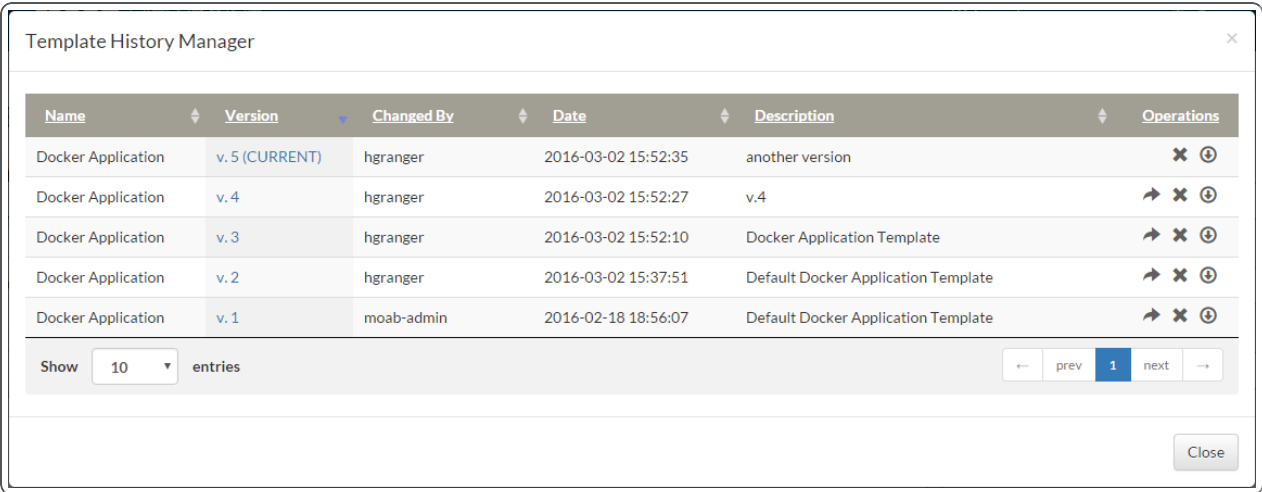 Template History Manager ×
Name Version Changed By Date Description Operations
Docker Application v. 5 (CURRENT) hgranger 2016-03-02 15:52:35 another version
Docker Application v. 4 hgranger 2016-03-02 15:52:27 v.4
Docker Application v. 3 hgranger 2016-03-02 15:52:10 Docker Application Template
Docker Application v. 2 hgranger 2016-03-02 15:37:51 Default Docker Application Template
Docker Application v. 1 moab-admin 2016-02-18 18:56:07 Default Docker Application Template
Show 10 entries ← prev 1 next →
Close